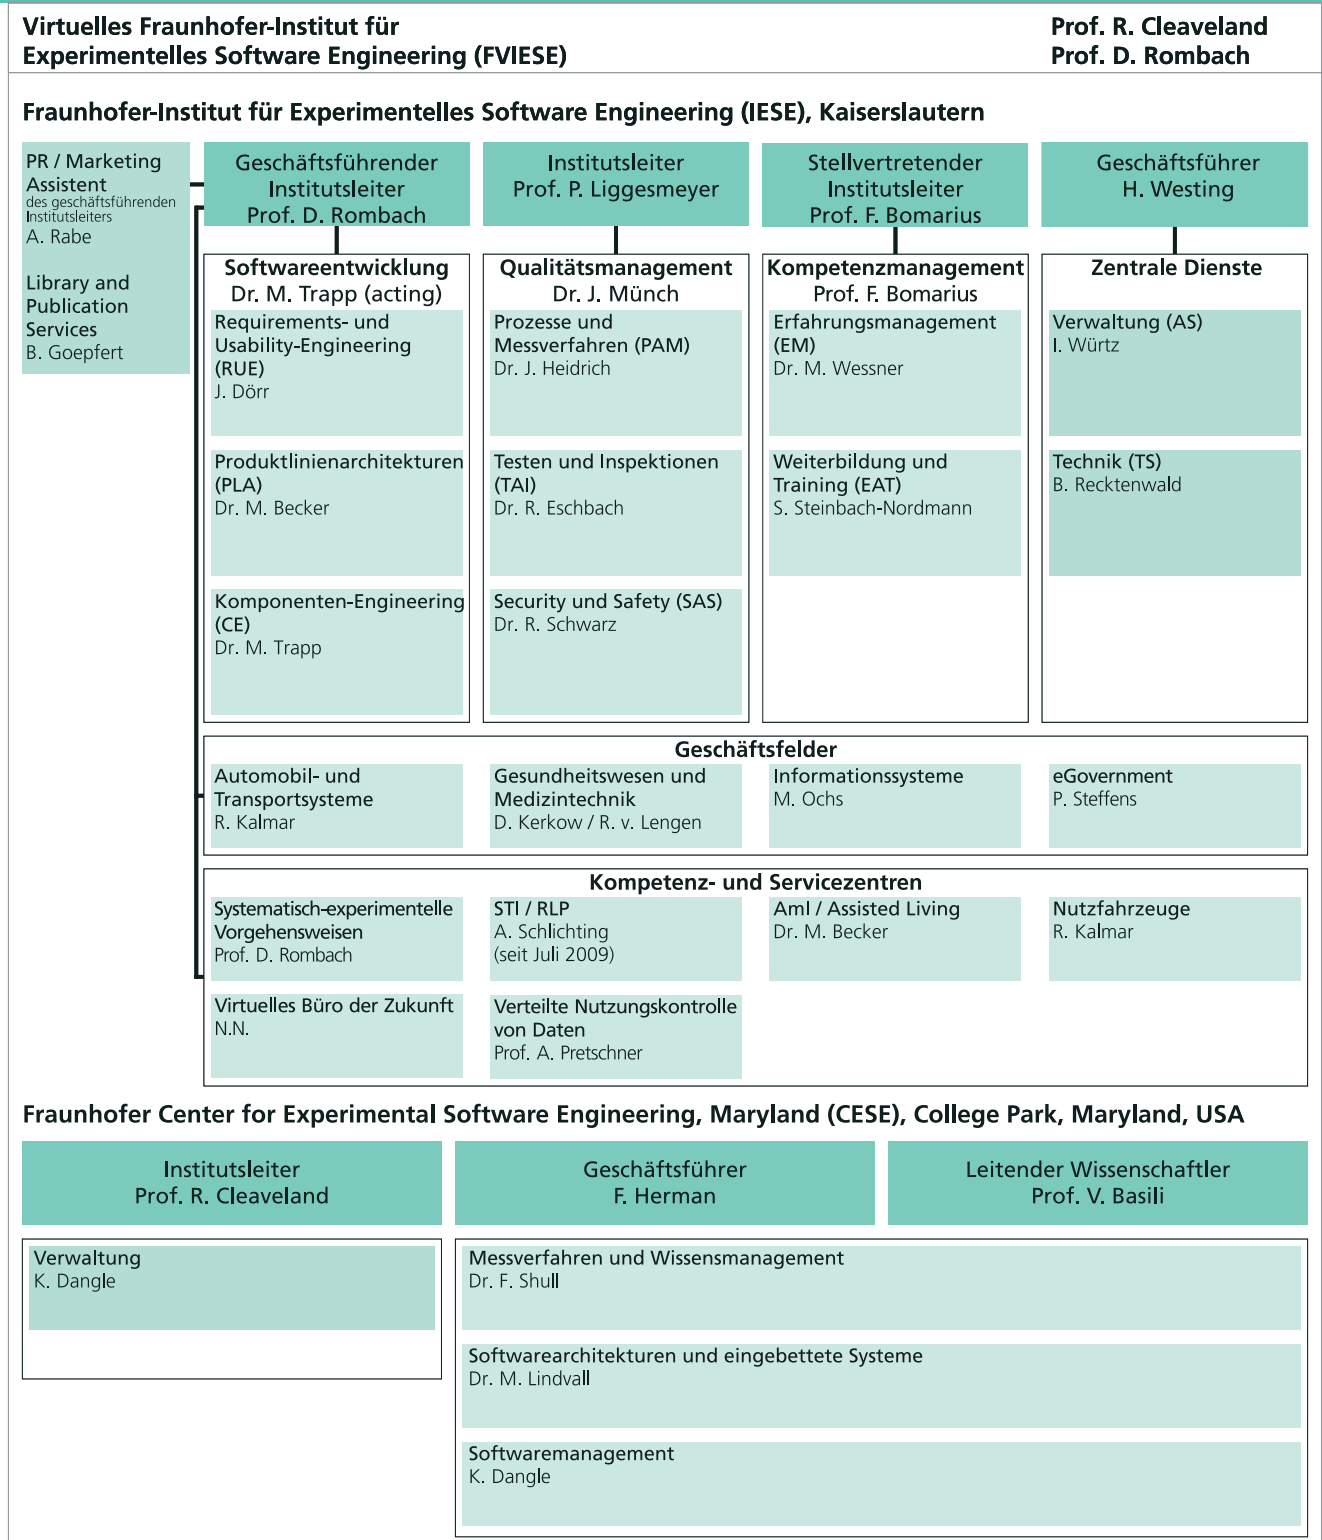 Virtuelles Fraunhofer-Institut für
Experimentelles Software Engineering (FVIESE)
Prof. R. Cleaveland
Prof. D. Rombach
Fraunhofer-Institut für Experimentelles Software Engineering (IESE), Kaiserslautern
PR / Marketing
Assistent
des geschäftsführenden
Institutsleiters
A. Rabe
Library and
Publication
Services
B. Goepfert
Geschäftsführender
Institutsleiter
Prof. D. Rombach
Institutsleiter
Prof. P. Liggesmeyer
Stellvertretender
Institutsleiter
Prof. F. Bomarius
Geschäftsführer
H. Westing
Softwareentwicklung
Dr. M. Trapp (acting)
Requirements- und
Usability-Engineering
(RUE)
J. Dörr
Produktlinienarchitekturen
(PLA)
Dr. M. Becker
Komponenten-Engineering
(CE)
Dr. M. Trapp
Qualitätsmanagement
Dr. J. Münch
Prozesse und
Messverfahren (PAM)
Dr. J. Heidrich
Testen und Inspektionen
(TAI)
Dr. R. Eschbach
Security und Safety (SAS)
Dr. R. Schwarz
Kompetenzmanagement
Prof. F. Bomarius
Erfahrungsmanagement
(EM)
Dr. M. Wessner
Weiterbildung und
Training (EAT)
S. Steinbach-Nordmann
Zentrale Dienste
Verwaltung (AS)
I. Würtz
Technik (TS)
B. Recktenwald
Geschäftsfelder
Automobil- und
Transportsysteme
R. Kalmar
Gesundheitswesen und
Medizintechnik
D. Kerkow / R. v. Lengen
Informationssysteme
M. Ochs
eGovernment
P. Steffens
Kompetenz- und Servicezentren
Systematisch-experimentelle
Vorgehensweisen
Prof. D. Rombach
STI / RLP
A. Schlichting
(seit Juli 2009)
AmI / Assisted Living
Dr. M. Becker
Nutzfahrzeuge
R. Kalmar
Virtuelles Büro der Zukunft
N.N.
Verteilte Nutzungskontrolle
von Daten
Prof. A. Pretschner
Fraunhofer Center for Experimental Software Engineering, Maryland (CESE), College Park, Maryland, USA
Institutsleiter
Prof. R. Cleaveland
Geschäftsführer
F. Herman
Leitender Wissenschaftler
Prof. V. Basili
Verwaltung
K. Dangle
Messverfahren und Wissensmanagement
Dr. F. Shull
Softwarearchitekturen und eingebettete Systeme
Dr. M. Lindvall
Softwaremanagement
K. Dangle